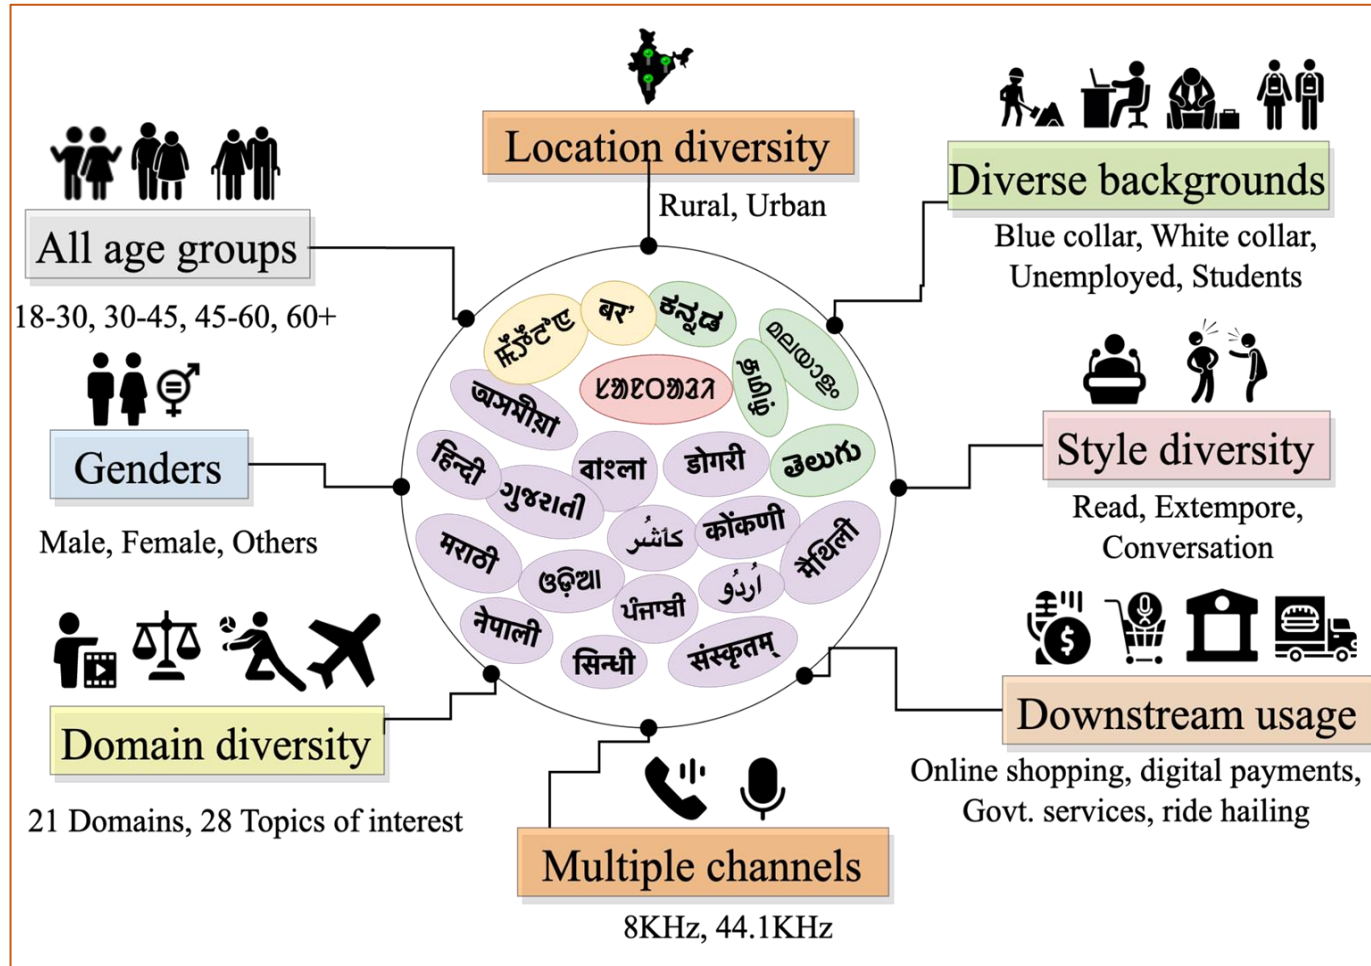 Location diversity
Rural, Urban
Diverse backgrounds
Blue collar, White collar,
Unemployed, Students
All age groups
18-30, 30-45, 45-60, 60+
Genders
Male, Female, Others
Style diversity
Read, Extempore,
Conversation
बर’
ಕನ್ನಡ
മലയാളം
தமிழ்
অসমীয়া
हिन्दी
ગુજરાતી
বাংলা
डोगरी
తెలుగు
मराठी
ଓଡ଼ିଆ
كٲشُر
कोंकणी
मैथिली
नेपाली
ਪੰਜਾਬੀ
اُردُو
सिन्धी
संस्कृतम्
Domain diversity
21 Domains, 28 Topics of interest
Downstream usage
Online shopping, digital payments,
Govt. services, ride hailing
Multiple channels
8KHz, 44.1KHz